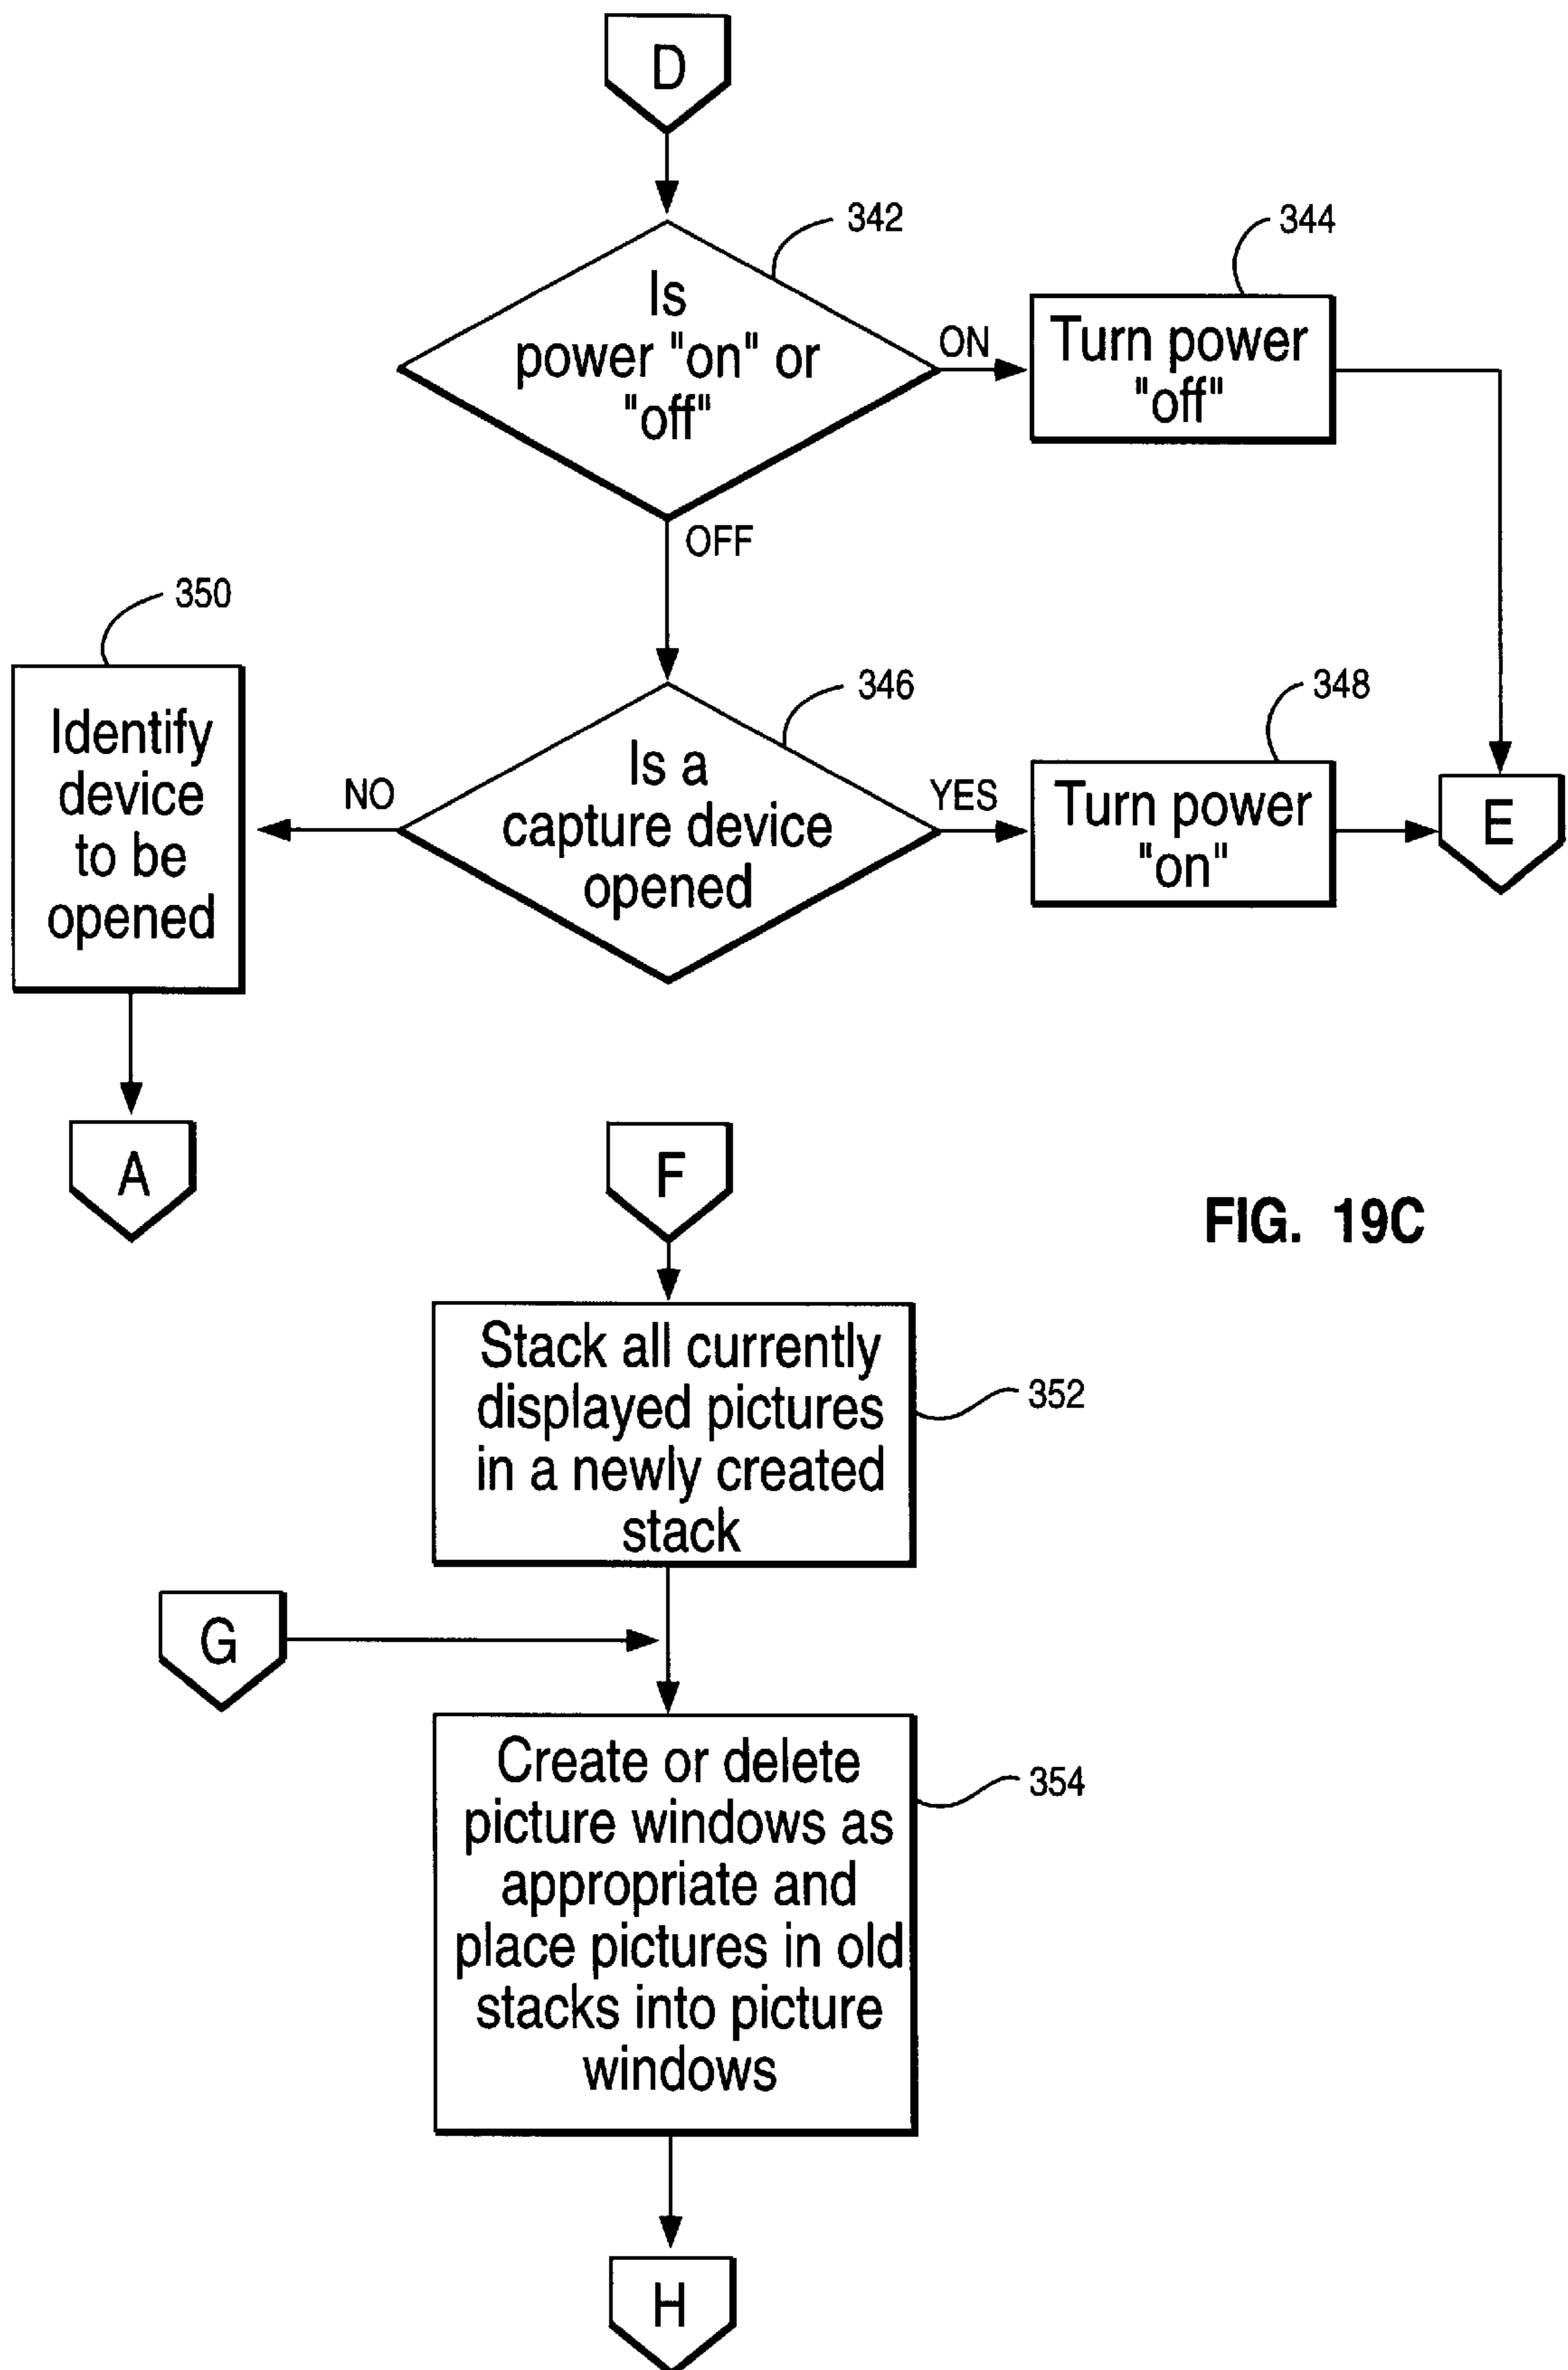 D
342
Is
power "on" or
"off"
ON
344
Turn power
"off"
OFF
350
Identify
device
to be
opened
NO
346
Is a
capture device
opened
YES
348
Turn power
"on"
E
A
F
FIG. 19C
Stack all currently
displayed pictures
in a newly created
stack
352
G
Create or delete
picture windows as
appropriate and
place pictures in old
stacks into picture
windows
354
H